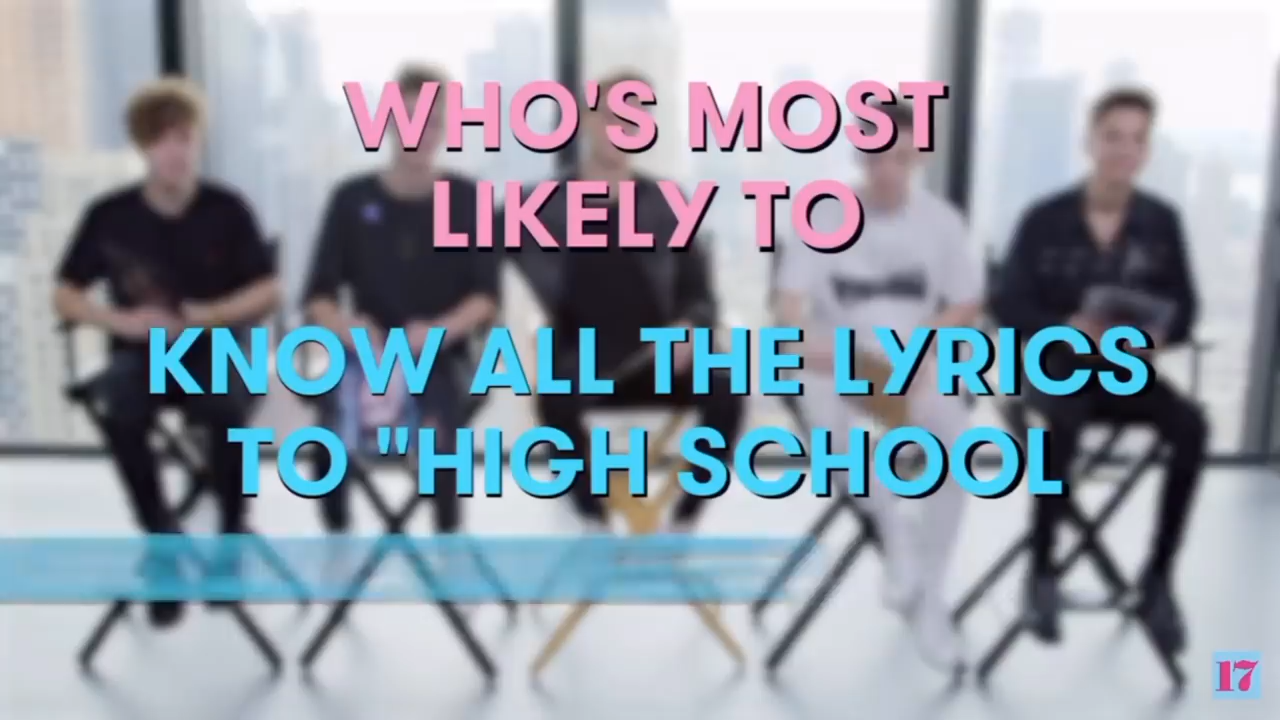 WHO'S MOST
LIKELY TO
KNOW ALL THE LYRICS
TO "HIGH SCHOOL
17